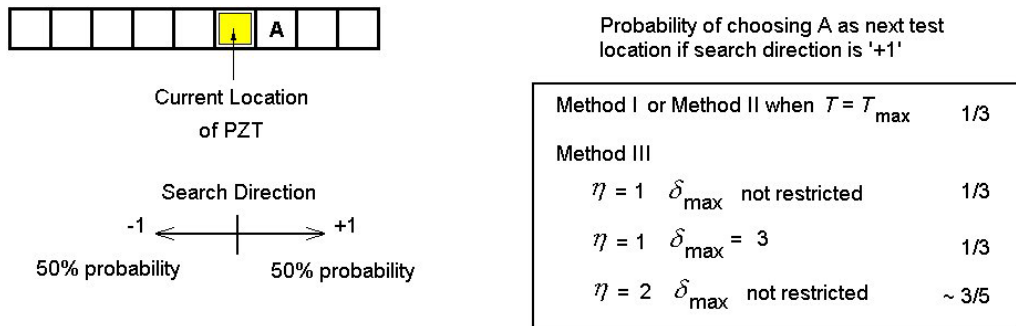 A
Current Location
of PZT
Search Direction
-1
+1
50% probability
50% probability
Probability of choosing A as next test
location if search direction is '+1'
Method I or Method II when T = Tmax 1/3
Method III
η = 1 δmax not restricted 1/3
η = 1 δmax = 3 1/3
η = 2 δmax not restricted ~ 3/5